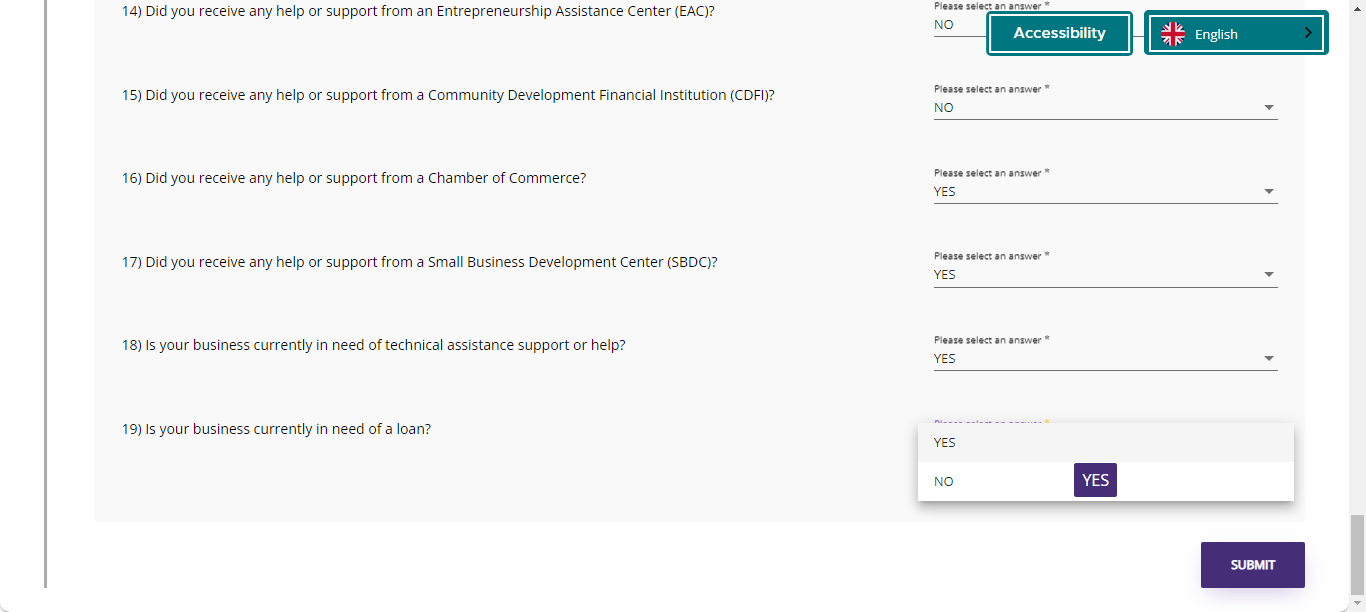 14) Did you receive any help or support from an Entrepreneurship Assistance Center (EAC)?
Please select an answer *
NO
Accessibility
English
15) Did you receive any help or support from a Community Development Financial Institution (CDFI)?
Please select an answer *
NO
16) Did you receive any help or support from a Chamber of Commerce?
Please select an answer *
YES
17) Did you receive any help or support from a Small Business Development Center (SBDC)?
Please select an answer *
YES
18) Is your business currently in need of technical assistance support or help?
Please select an answer *
YES
19) Is your business currently in need of a loan?
Please select an answer *
YES
NO
YES
SUBMIT